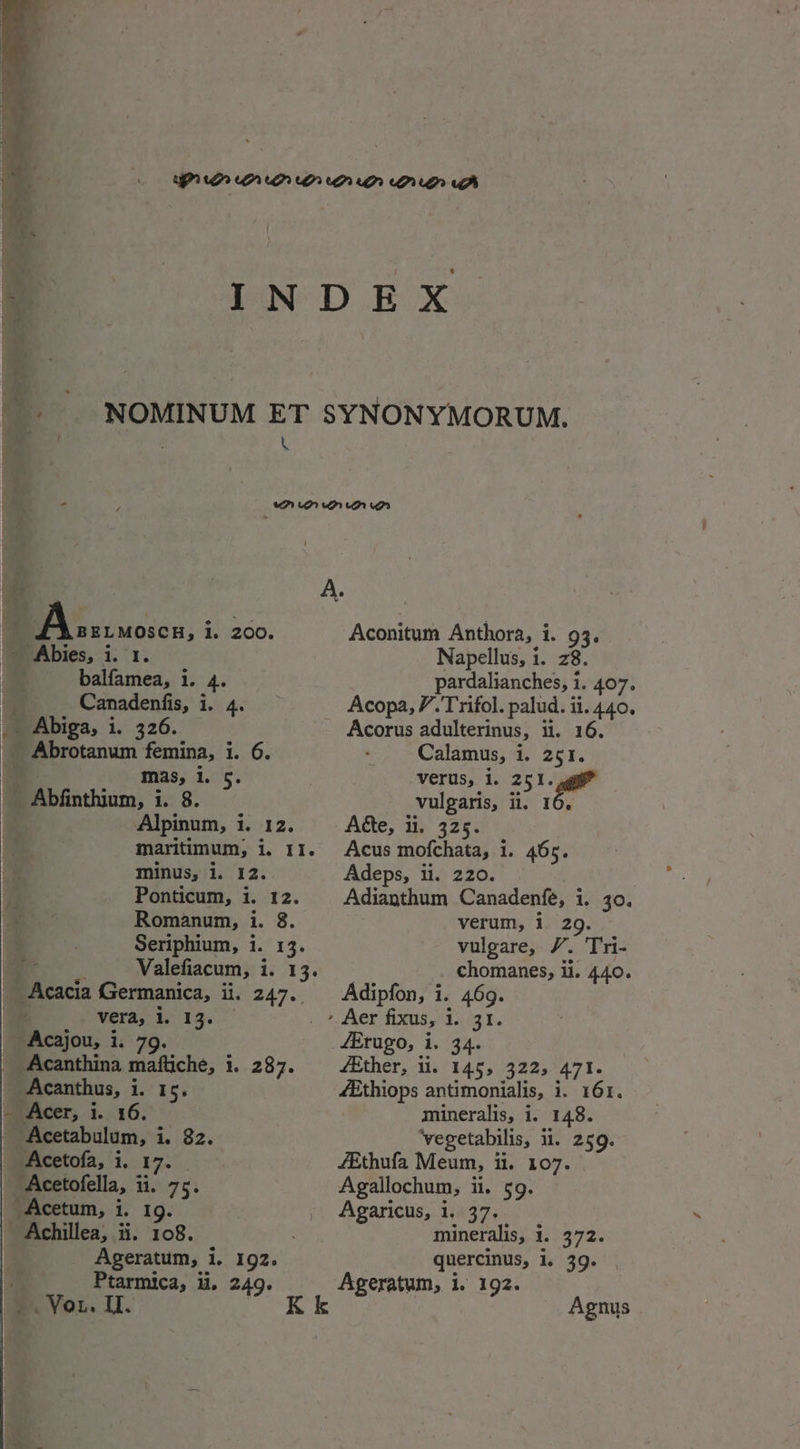 INDEX
NOMINUM ET SYNONYMORUM.
A.
ABELMOSCH, i. 200.
Abies, i. 1.
balſamea, i. 4.
Canadenſis, i. 4.
Abiga, i. 326.
Abrotanum femina, i. 6.
mas, i. 5.
Abſinthium, i. 8.
Alpinum, i. 12.
maritimum, i. 11.
minus, i. 12.
Ponticum, i. 12.
Romanum, i. 8.
Seriphium, i. 13.
Valeſiacum, i. 13.
Acacia Germanica, ii. 247.
vera, i. 13.
Acajou, i. 79.
Acanthina maſtiche, i. 287.
Acanthus, i. 15.
Acer, i. 16.
Acetabulum, i. 82.
Acetoſa, i. 17.
Acetoſella, ii. 75.
Acetum, i. 19.
Achillea, ii. 108.
Ageratum, i. 192.
Ptarmica, ii. 249.
Aconitum Anthora, i. 93.
Napellus, i. 28.
pardalianches, i. 407.
Acopa, V. Trifol. palud. ii. 440.
Acorus adulterinus, ii. 16.
Calamus, i. 251.
verus, i. 251.
vulgaris, ii. 16.
Acte, ii. 325.
Acus moſchata, i. 465.
Adeps, ii. 220.
Adianthum Canadenſe, i. 30.
verum, i. 29.
vulgare, V. Tri-
chomanes, ii. 440.
Adipſon, i. 469.
Aer fixus, i. 31.
Ærugo, i. 34.
Æther, ii. 145, 322, 471.
Æthiops antimonialis, i. 161.
mineralis, i. 148.
vegetabilis, ii. 259.
Æthuſa Meum, ii. 107.
Agallochum, ii. 59.
Agaricus, i. 37.
mineralis, i. 372.
quercinus, i. 39.
Ageratum, i. 192.
VOL. II. K k Agnus